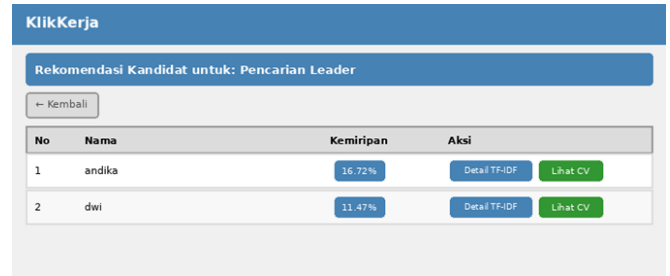 KlikKerja
Rekomendasi Kandidat untuk: Pencarian Leader
← Kembali
No Nama Kemiripan Aksi
1 andika 16.72% Detail TF-IDF Lihat CV
2 dwi 11.47% Detail TF-IDF Lihat CV